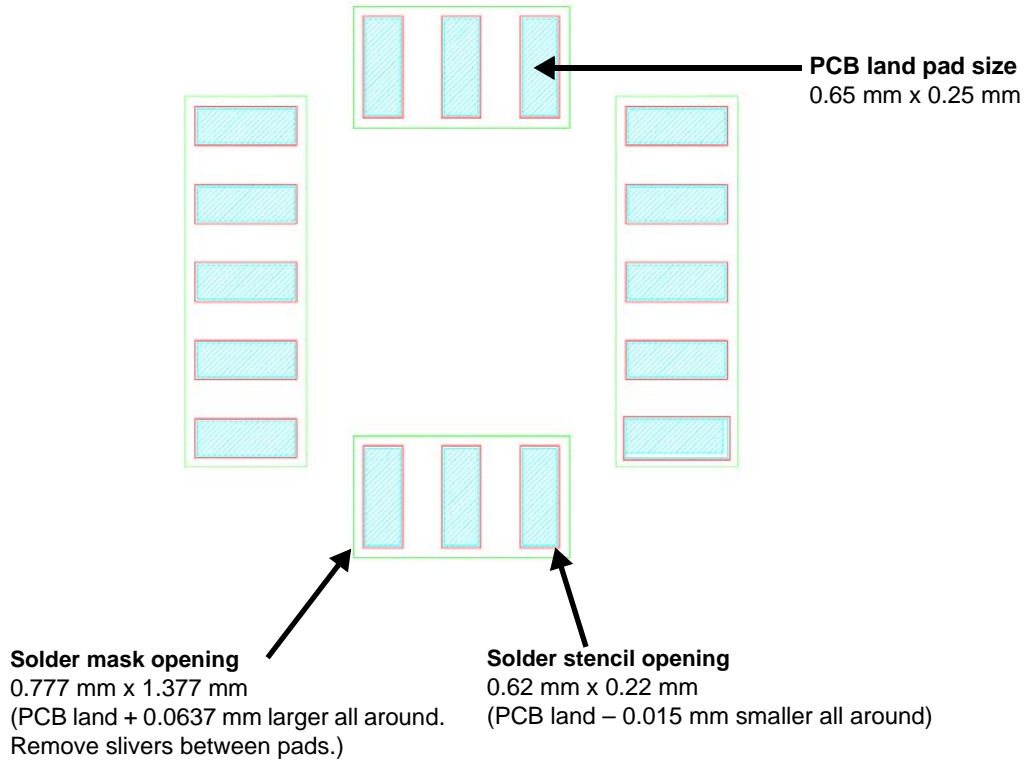 PCB land pad size
0.65 mm x 0.25 mm
Solder mask opening
0.777 mm x 1.377 mm
(PCB land + 0.0637 mm larger all around.
Remove slivers between pads.)
Solder stencil opening
0.62 mm x 0.22 mm
(PCB land – 0.015 mm smaller all around)